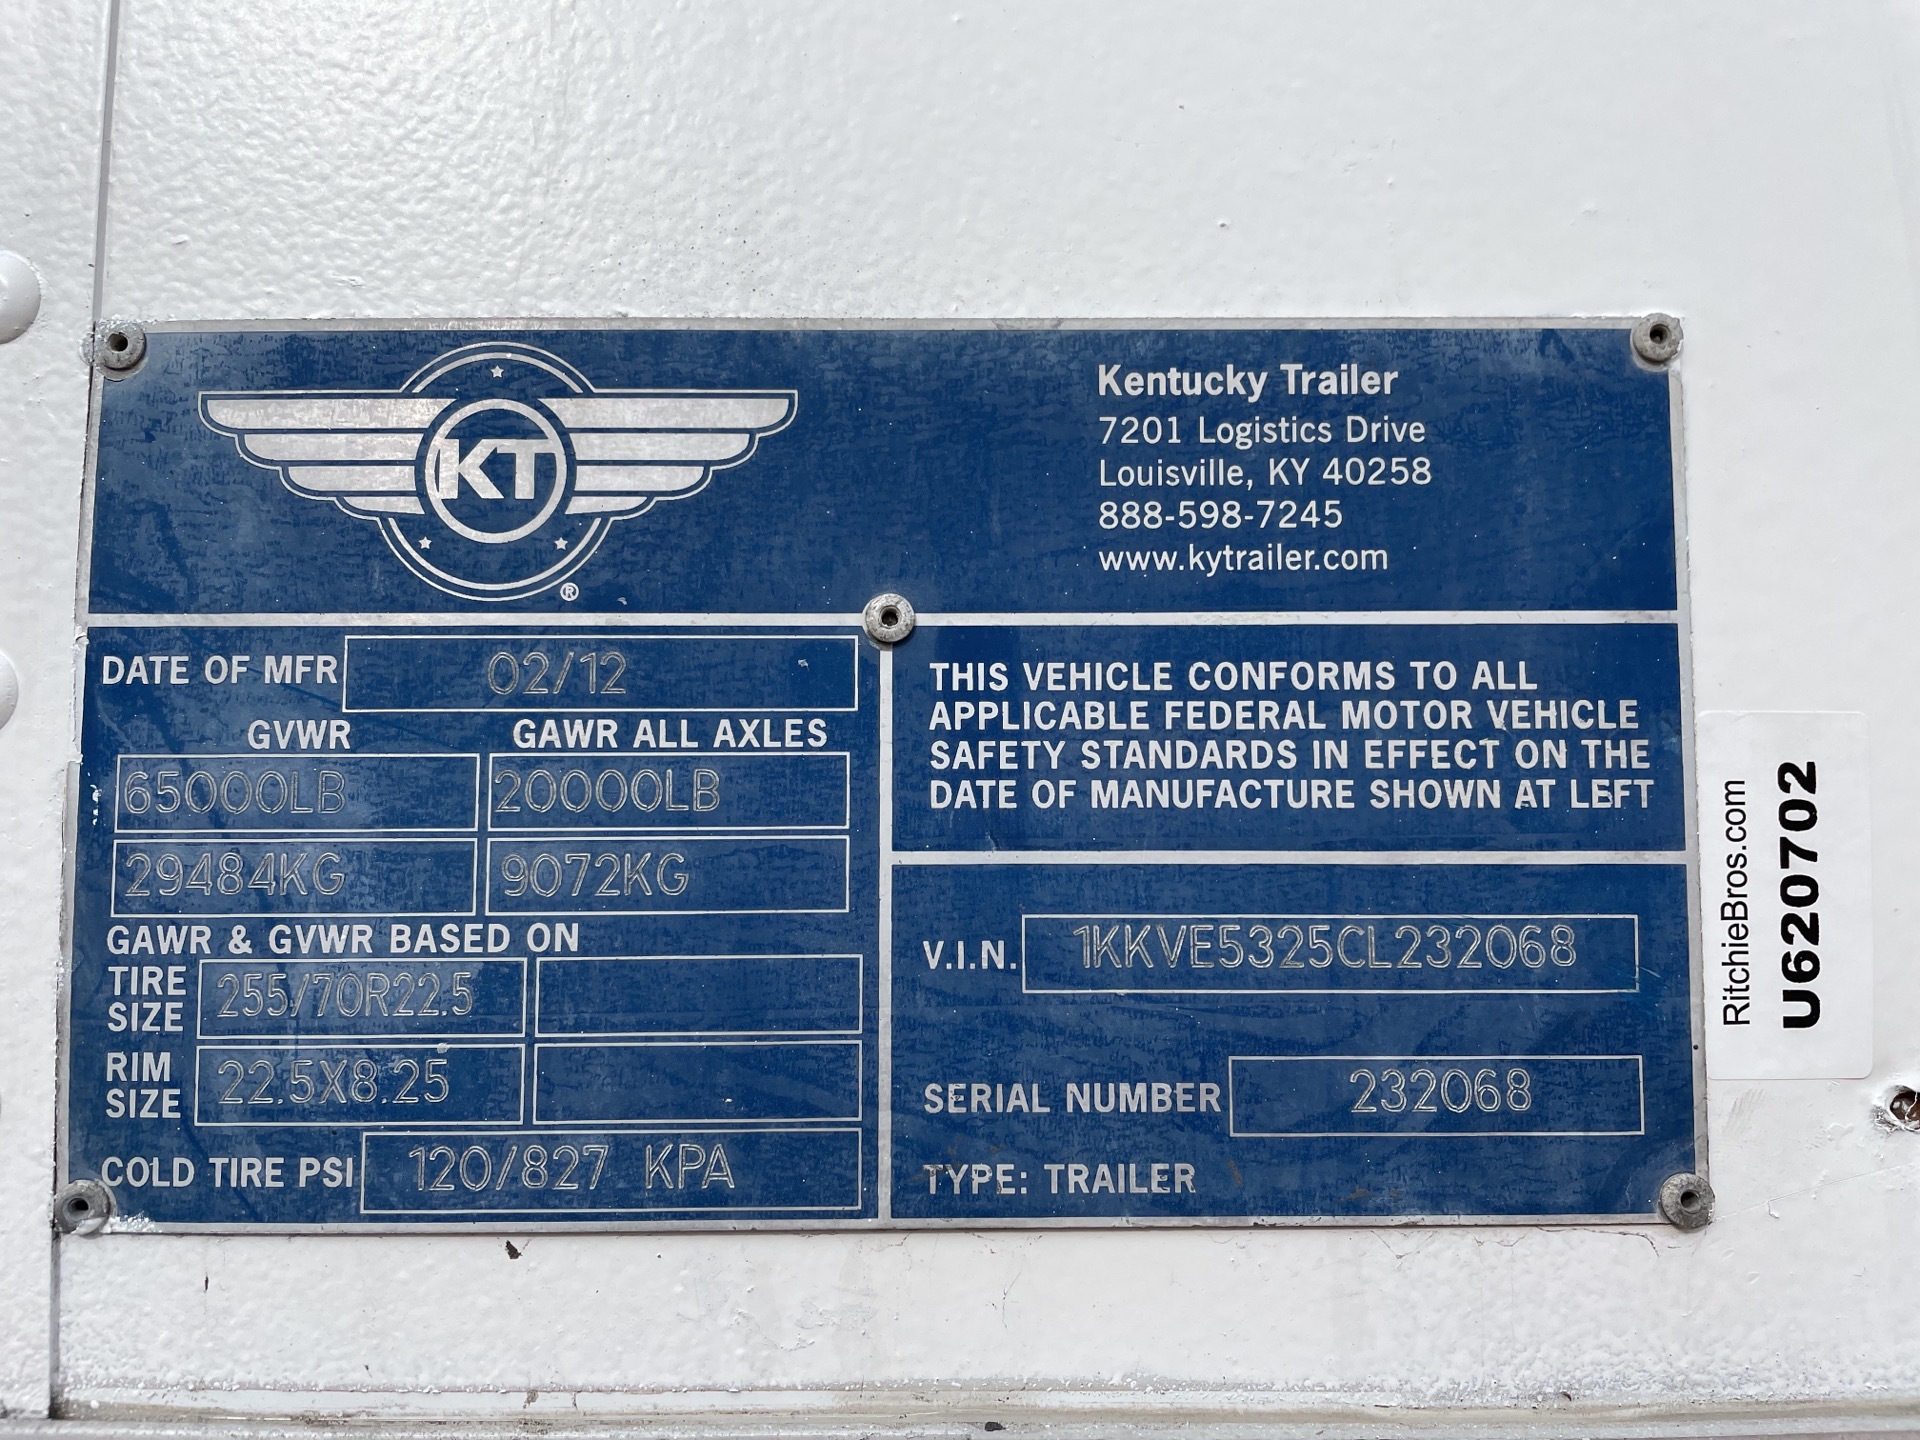 KT
®
Kentucky Trailer
7201 Logistics Drive
Louisville, KY 40258
888-598-7245
www.kytrailer.com
DATE OF MFR 02/12
GVWR GAWR ALL AXLES
65000LB 20000LB
29484KG 9072KG
GAWR & GVWR BASED ON
TIRE SIZE 255/70R22.5
RIM SIZE 22.5X8.25
COLD TIRE PSI 120/827 KPA
THIS VEHICLE CONFORMS TO ALL
APPLICABLE FEDERAL MOTOR VEHICLE
SAFETY STANDARDS IN EFFECT ON THE
DATE OF MANUFACTURE SHOWN AT LEFT
V.I.N. 1KKVE5325CL232068
SERIAL NUMBER 232068
TYPE: TRAILER
RitchieBros.com
U620702